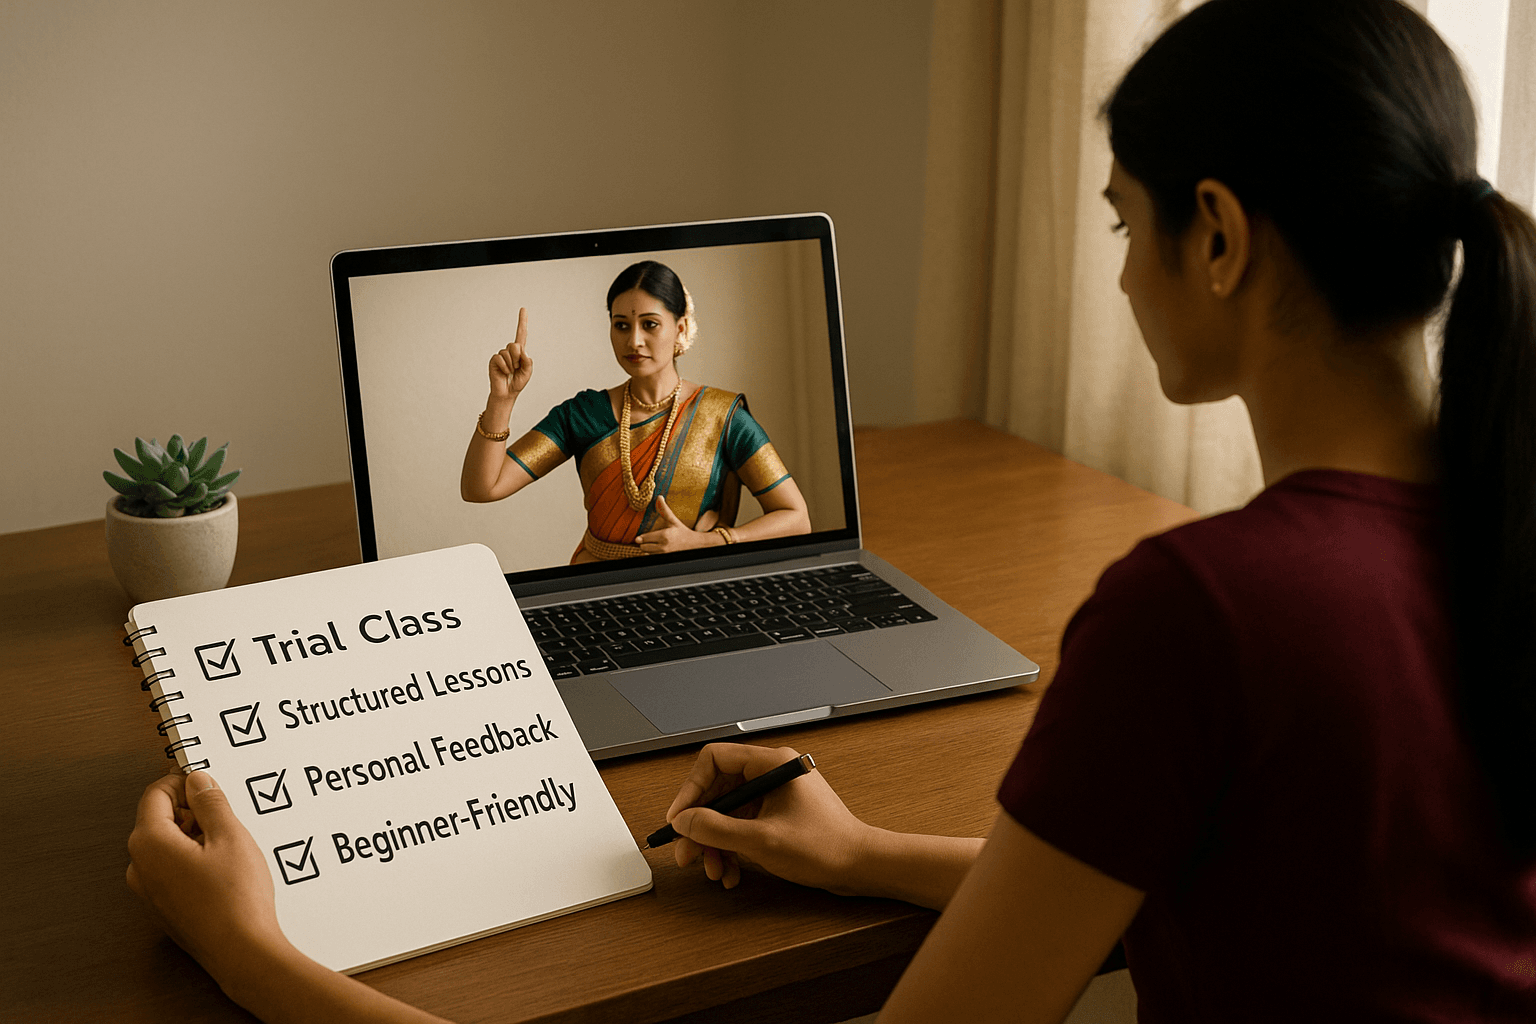 Trial Class
Structured Lessons
Personal Feedback
Beginner-Friendly